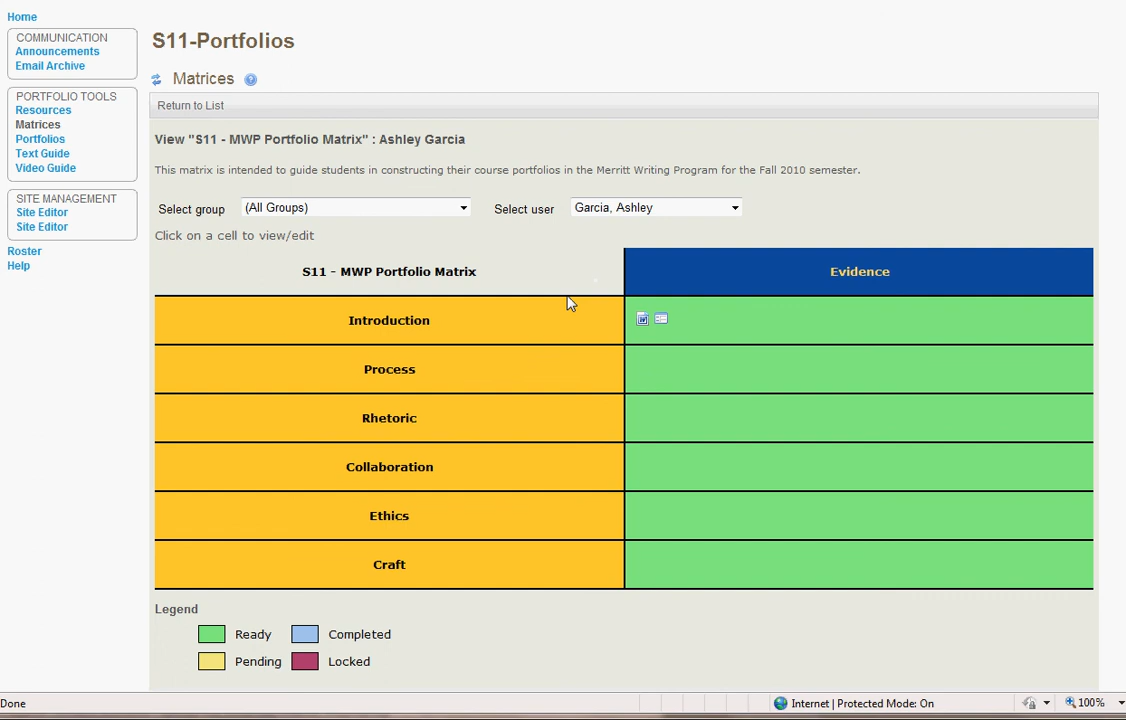 Home
COMMUNICATION
Announcements
Email Archive
PORTFOLIO TOOLS
Resources
Matrices
Portfolios
Text Guide
Video Guide
SITE MANAGEMENT
Site Editor
Site Editor
Roster
Help
S11-Portfolios
Matrices
Return to List
View "S11 - MWP Portfolio Matrix" : Ashley Garcia
This matrix is intended to guide students in constructing their course portfolios in the Merritt Writing Program for the Fall 2010 semester.
Select group (All Groups) Select user Garcia, Ashley
Click on a cell to view/edit
S11 - MWP Portfolio Matrix Evidence
Introduction
Process
Rhetoric
Collaboration
Ethics
Craft
Legend
Ready Completed
Pending Locked
Done Internet | Protected Mode: On 100%